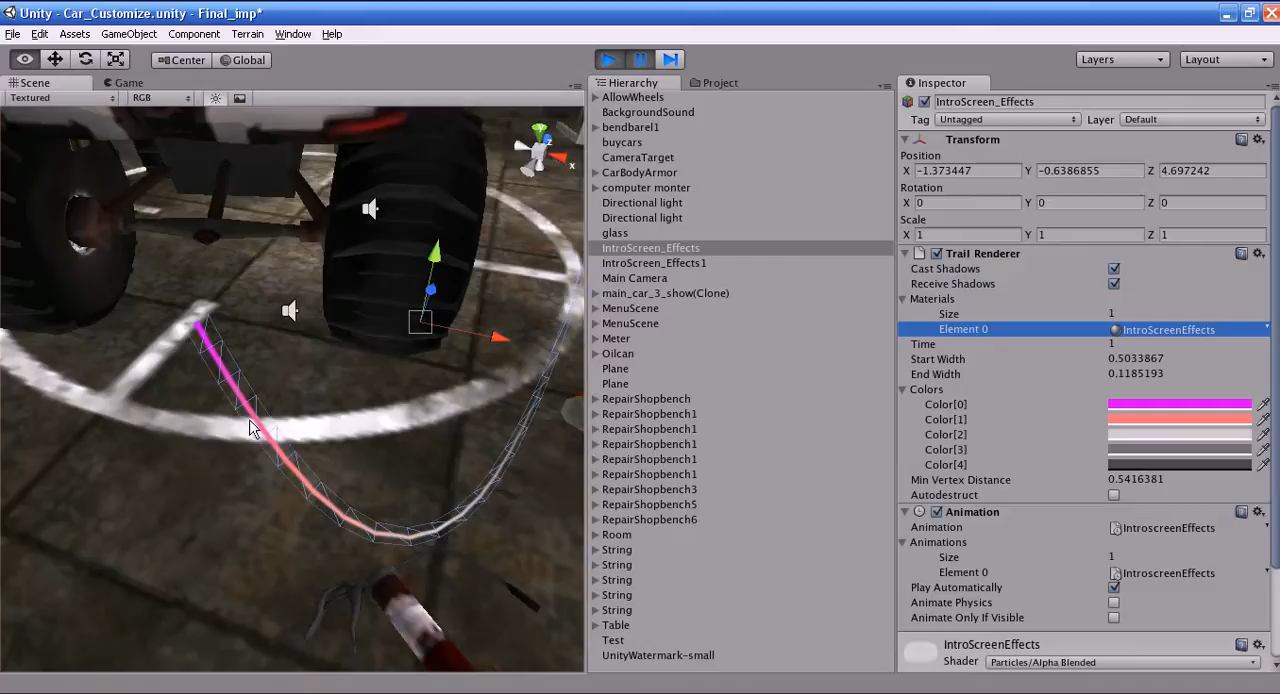 Unity - Car_Customize.unity - Final_imp*
File Edit Assets GameObject Component Terrain Window Help
Center Global Layers Layout
Scene Game
Textured RGB
x
Hierarchy Project
AllowWheels
BackgroundSound
bendbarel1
buycars
CameraTarget
CarBodyArmor
computer monter
Directional light
Directional light
glass
IntroScreen_Effects
IntroScreen_Effects1
Main Camera
main_car_3_show(Clone)
MenuScene
MenuScene
Meter
Oilcan
Plane
Plane
RepairShopbench
RepairShopbench1
RepairShopbench1
RepairShopbench1
RepairShopbench1
RepairShopbench1
RepairShopbench3
RepairShopbench5
RepairShopbench6
Room
String
String
String
String
String
Table
Test
UnityWatermark-small
Inspector
IntroScreen_Effects
Tag Untagged Layer Default
Transform
Position
X -1.373447 Y -0.6386855 Z 4.697242
Rotation
X 0 Y 0 Z 0
Scale
X 1 Y 1 Z 1
Trail Renderer
Cast Shadows
Receive Shadows
Materials
Size 1
Element 0 IntroScreenEffects
Time 1
Start Width 0.5033867
End Width 0.1185193
Colors
Color[0]
Color[1]
Color[2]
Color[3]
Color[4]
Min Vertex Distance 0.5416381
Autodestruct
Animation
Animation IntroscreenEffects
Animations
Size 1
Element 0 IntroscreenEffects
Play Automatically
Animate Physics
Animate Only If Visible
IntroScreenEffects
Shader Particles/Alpha Blended